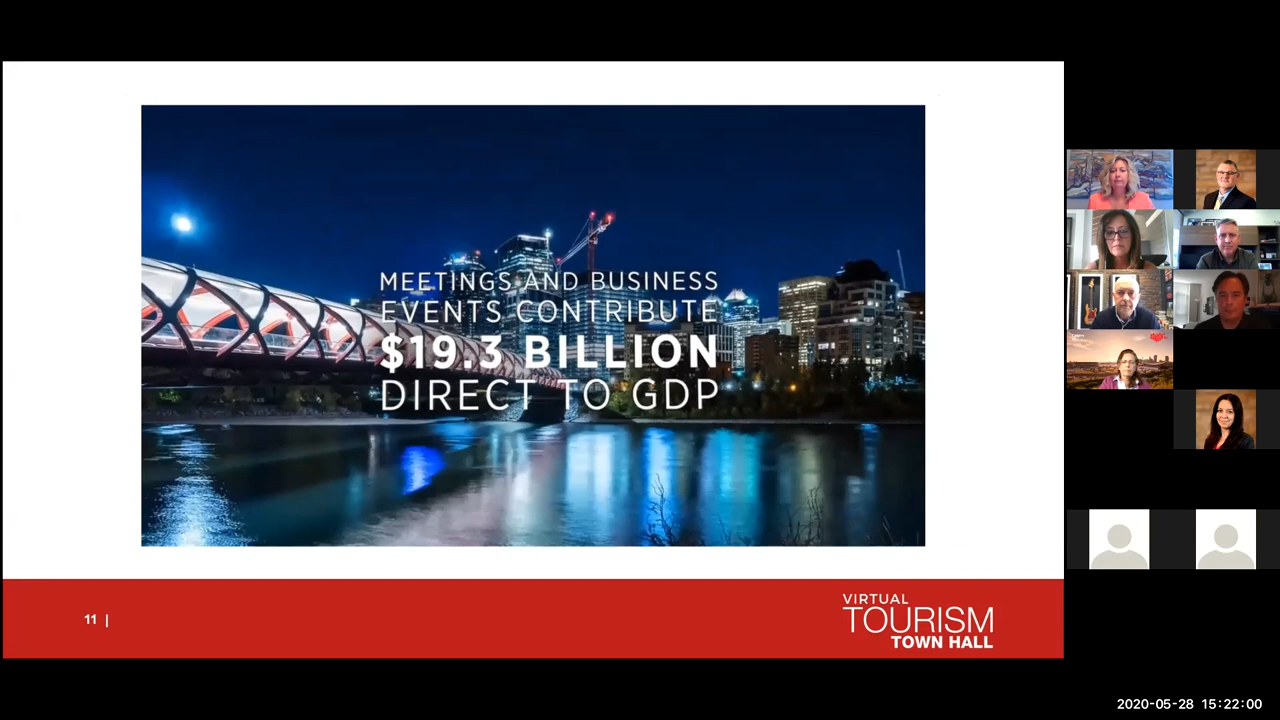 MEETINGS AND BUSINESS
EVENTS CONTRIBUTE
$19.3 BILLION
DIRECT TO GDP
11 |
VIRTUAL
TOURISM
TOWN HALL
2020-05-28 15:22:00